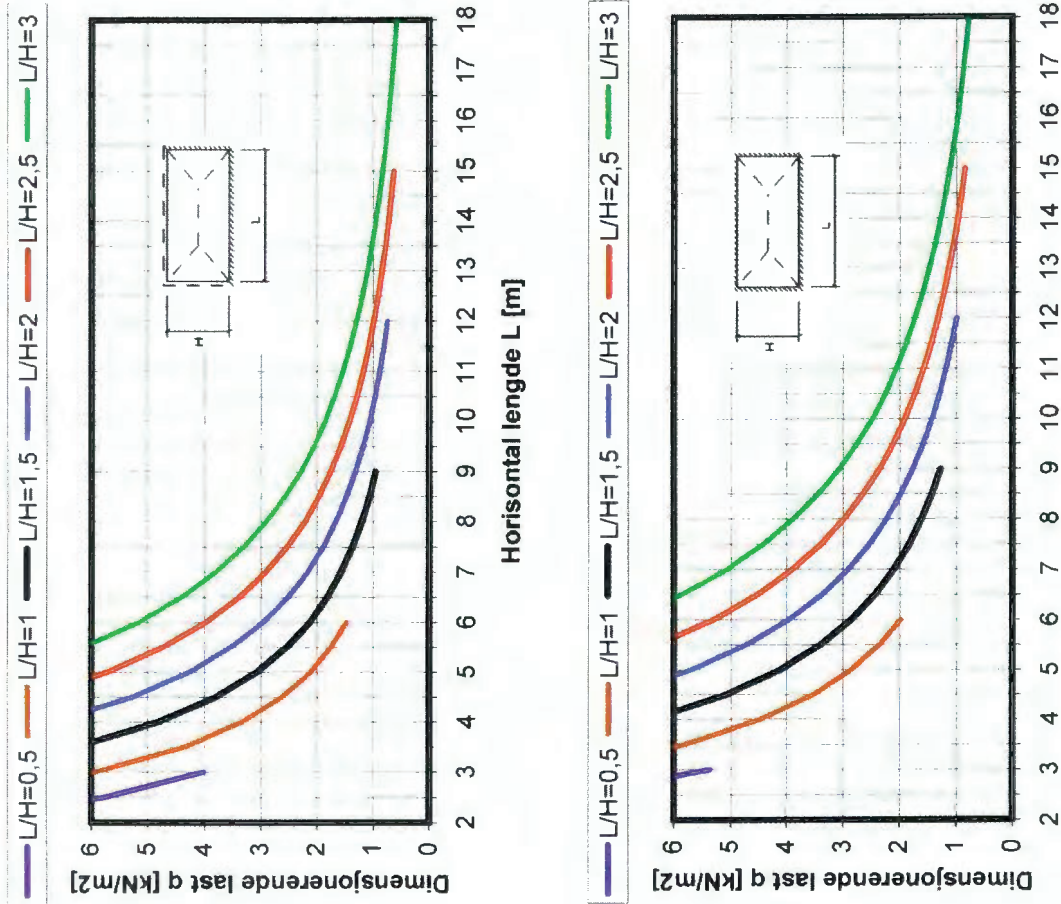 L/H=0,5 L/H=1 L/H=1,5 L/H=2 L/H=2,5 L/H=3
Dimensjonerende last q [kN/m2]
6
5
4
3
2
1
0
H
L
2 3 4 5 6 7 8 9 10 11 12 13 14 15 16 17 18
Horisontal lengde L [m]
L/H=0,5 L/H=1 L/H=1,5 L/H=2 L/H=2,5 L/H=3
Dimensjonerende last q [kN/m2]
6
5
4
3
2
1
0
H
L
2 3 4 5 6 7 8 9 10 11 12 13 14 15 16 17 18